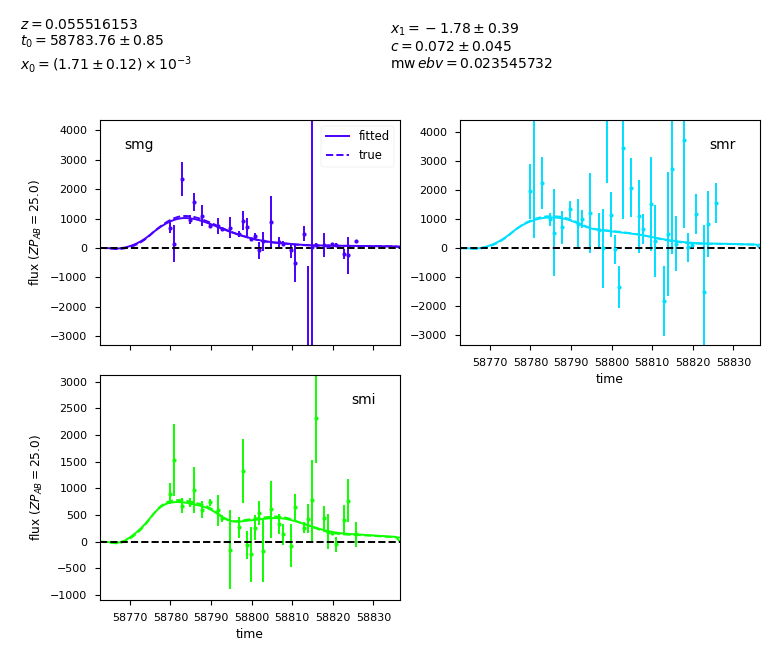 z = 0.055516153
t₀ = 58783.76 ± 0.85
x₀ = (1.71 ± 0.12) × 10⁻³
x₁ = −1.78 ± 0.39
c = 0.072 ± 0.045
mw ebv = 0.023545732
smg
fitted
true
4000
3000
2000
1000
0
−1000
−2000
−3000
flux (ZP_AB = 25.0)
smr
4000
3000
2000
1000
0
−1000
−2000
−3000
58770 58780 58790 58800 58810 58820 58830
time
smi
3000
2500
2000
1500
1000
500
0
−500
−1000
flux (ZP_AB = 25.0)
58770 58780 58790 58800 58810 58820 58830
time